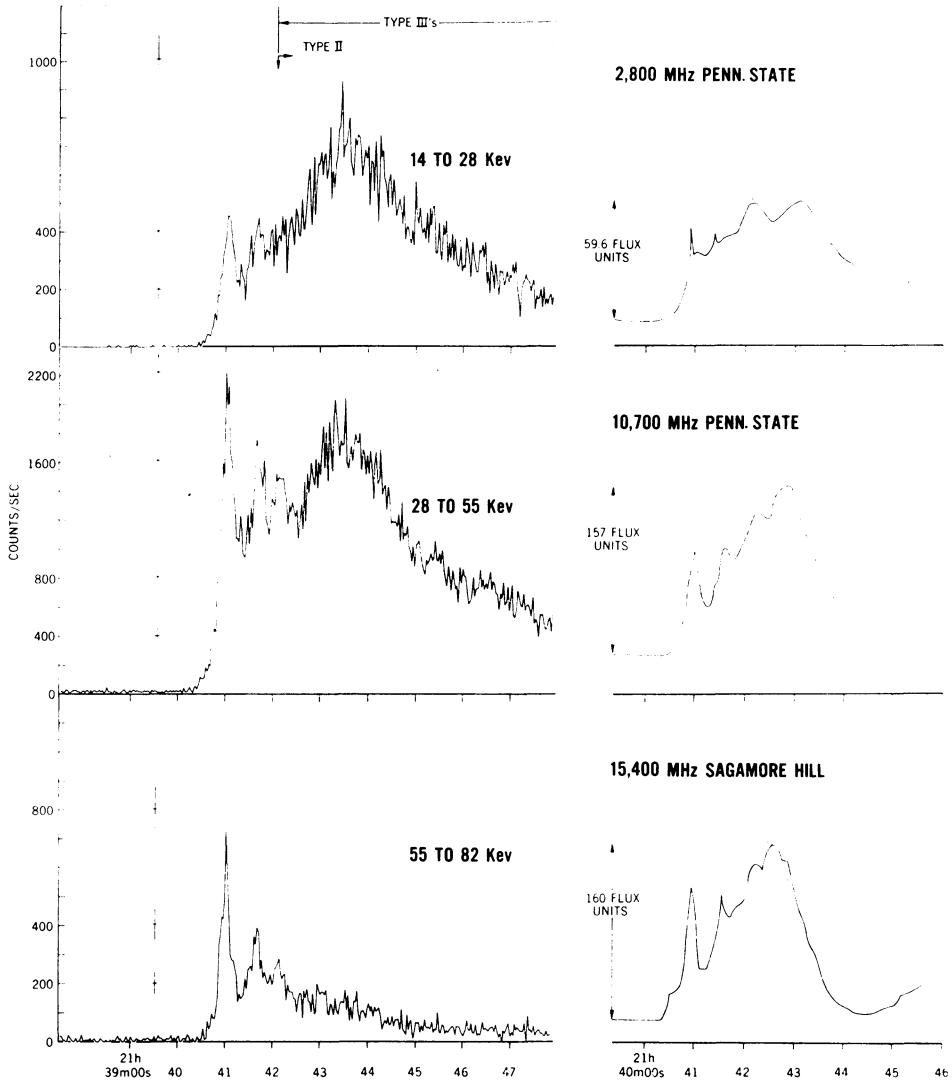 TYPE III's
TYPE II
1000
400
200
0
14 TO 28 Kev
2,800 MHz PENN. STATE
59.6 FLUX
UNITS
COUNTS/SEC
2200
1600
800
400
0
28 TO 55 Kev
10,700 MHz PENN. STATE
157 FLUX
UNITS
800
400
200
0
55 TO 82 Kev
15,400 MHz SAGAMORE HILL
160 FLUX
UNITS
21h
39m00s 40 41 42 43 44 45 46 47
21h
40m00s 41 42 43 44 45 46